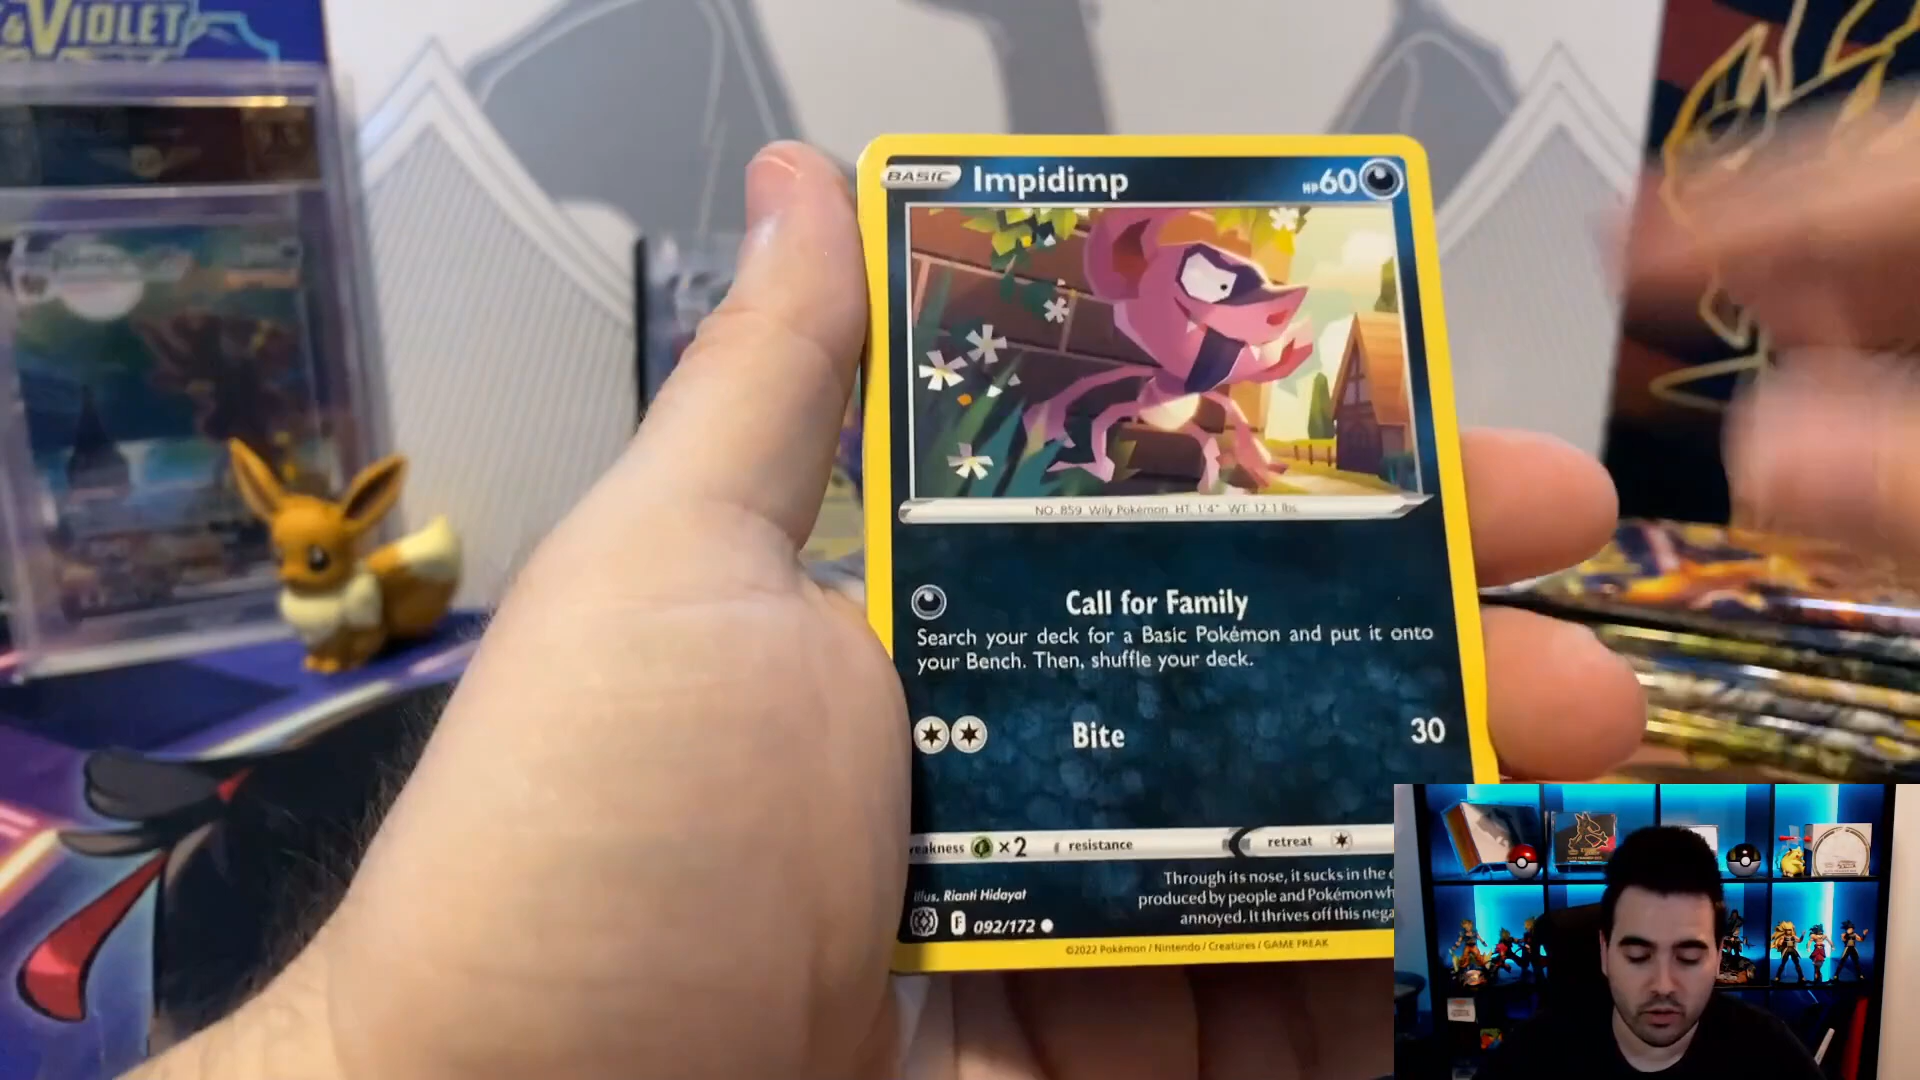 & VIOLET
BASIC Impidimp HP 60
NO. 859 Wily Pokémon HT. 1'4" WT. 12.1 lbs.
Call for Family
Search your deck for a Basic Pokémon and put it onto
your Bench. Then, shuffle your deck.
Bite 30
weakness ×2 resistance retreat
Through its nose, it sucks in the e
produced by people and Pokémon wh
annoyed. It thrives off this nega
Illus. Rianti Hidayat
F 092/172
©2022 Pokémon / Nintendo / Creatures / GAME FREAK